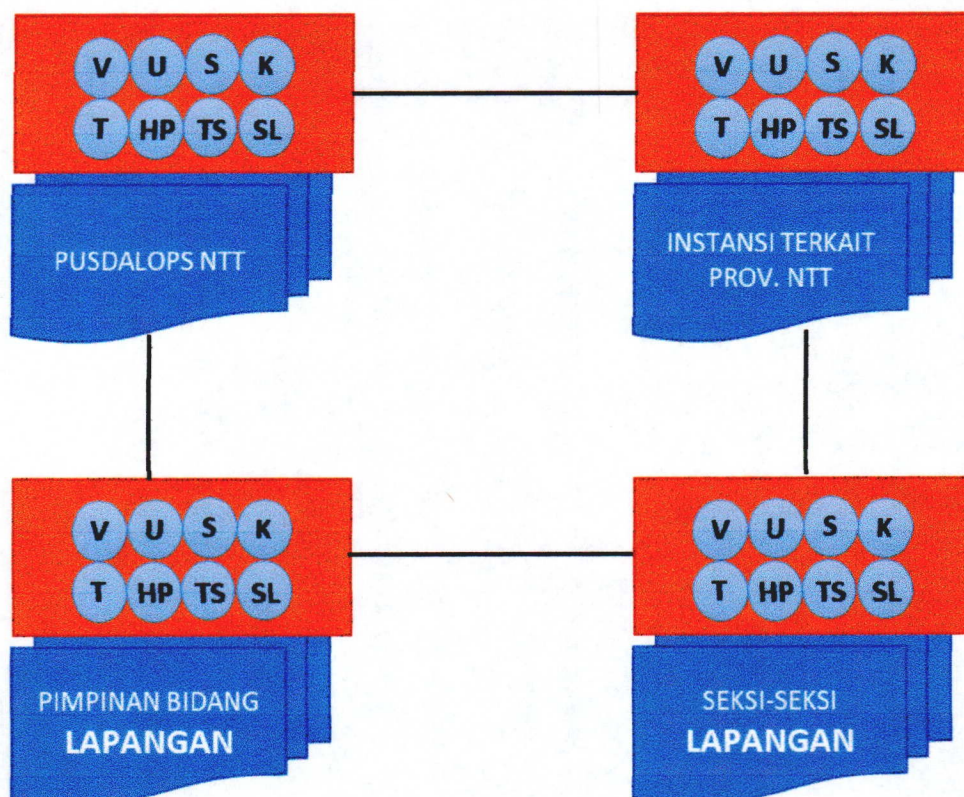 V U S K
T HP TS SL
PUSDALOPS NTT
V U S K
T HP TS SL
INSTANSI TERKAIT
PROV. NTT
V U S K
T HP TS SL
PIMPINAN BIDANG
LAPANGAN
V U S K
T HP TS SL
SEKSI-SEKSI
LAPANGAN